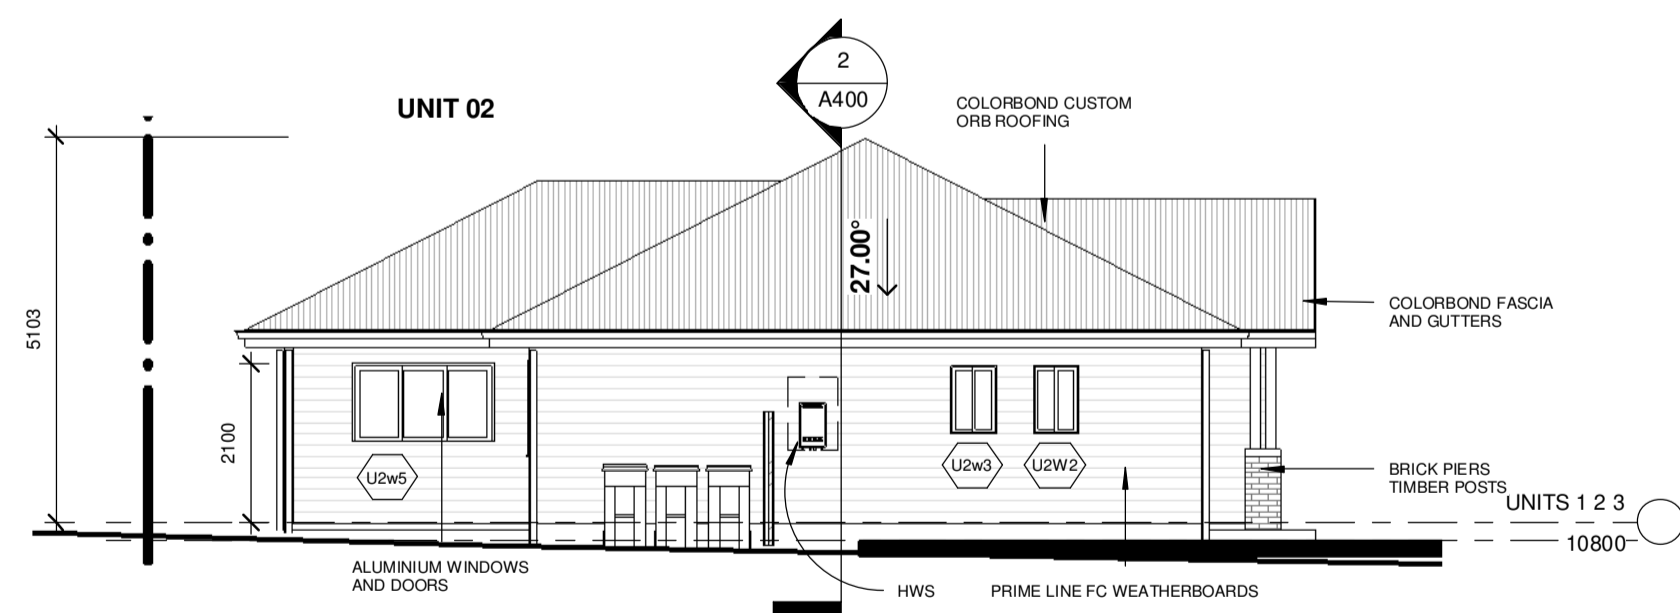 2
A400
UNIT 02
COLORBOND CUSTOM
ORB ROOFING
27.00°
5103
COLORBOND FASCIA
AND GUTTERS
2100
U2w5
U2w3
U2W2
BRICK PIERS
TIMBER POSTS
UNITS 1 2 3
10800
ALUMINIUM WINDOWS
AND DOORS
HWS
PRIME LINE FC WEATHERBOARDS